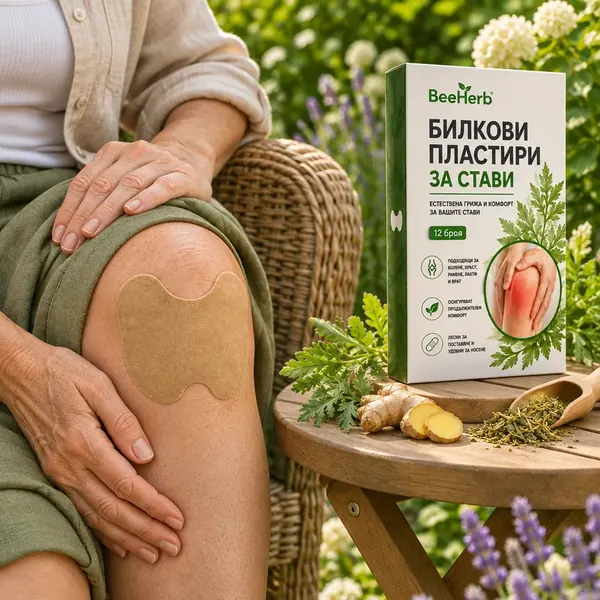 BeeHerb®
БИЛКОВИ
ПЛАСТИРИ
ЗА СТАВИ
ЕСТЕСТВЕНА ГРИЖА И КОМФОРТ
ЗА ВАШИТЕ СТАВИ
12 броя
ПОДХОДЯЩИ ЗА
КОЛЕНЕ, КРЪСТ,
РАМЕНЕ, ЛАКТИ
И ВРАТ
ОСИГУРЯВАТ
ПРОДЪЛЖИТЕЛЕН
КОМФОРТ
ЛЕСНИ ЗА
ПОСТАВЯНЕ И
УДОБНИ ЗА НОСЕНЕ